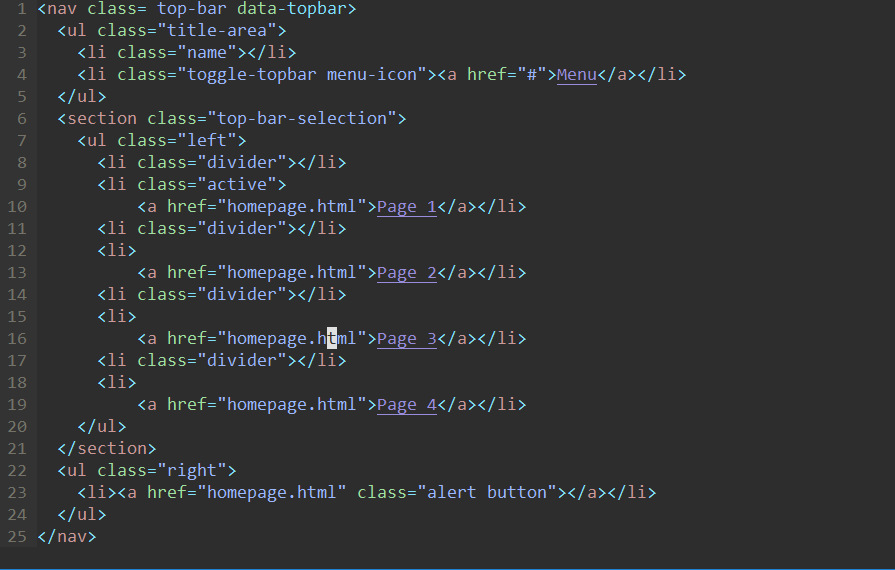 1 <nav class= top-bar data-topbar>
2   <ul class="title-area">
3     <li class="name"></li>
4     <li class="toggle-topbar menu-icon"><a href="#">Menu</a></li>
5   </ul>
6   <section class="top-bar-selection">
7     <ul class="left">
8       <li class="divider"></li>
9       <li class="active">
10           <a href="homepage.html">Page 1</a></li>
11       <li class="divider"></li>
12       <li>
13           <a href="homepage.html">Page 2</a></li>
14       <li class="divider"></li>
15       <li>
16           <a href="homepage.html">Page 3</a></li>
17       <li class="divider"></li>
18       <li>
19           <a href="homepage.html">Page 4</a></li>
20     </ul>
21   </section>
22   <ul class="right">
23     <li><a href="homepage.html" class="alert button"></a></li>
24   </ul>
25 </nav>